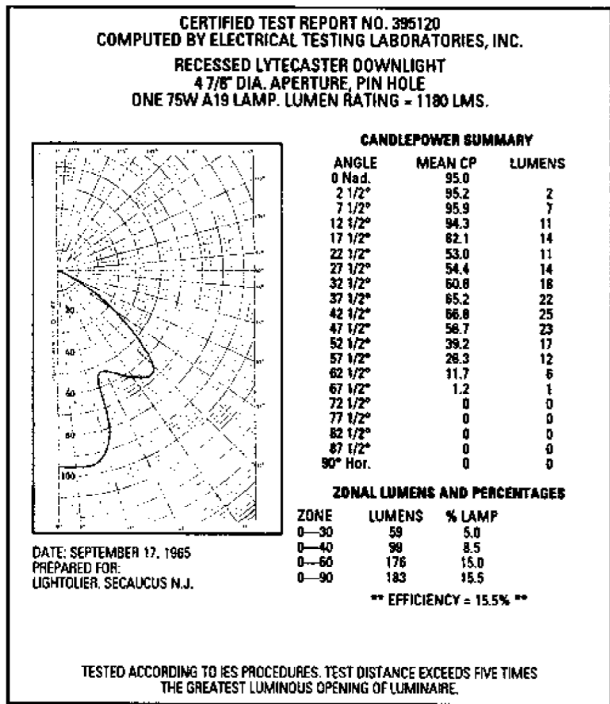 CERTIFIED TEST REPORT NO. 395120
COMPUTED BY ELECTRICAL TESTING LABORATORIES, INC.
RECESSED LYTECASTER DOWNLIGHT
4 7/8" DIA. APERTURE, PIN HOLE
ONE 75W A19 LAMP. LUMEN RATING = 1180 LMS.
CANDLEPOWER SUMMARY
ANGLE MEAN CP LUMENS
0 Nad. 95.0
2 1/2° 95.2 2
7 1/2° 95.9 7
12 1/2° 94.3 11
17 1/2° 62.1 14
22 1/2° 53.0 11
27 1/2° 54.4 14
32 1/2° 60.8 18
37 1/2° 65.2 22
42 1/2° 66.8 25
47 1/2° 56.7 23
52 1/2° 39.2 17
57 1/2° 26.3 12
62 1/2° 11.7 6
67 1/2° 1.2 1
72 1/2° 0 0
77 1/2° 0 0
82 1/2° 0 0
87 1/2° 0 0
90° Hor. 0 0
20
40
60
80
100
ZONAL LUMENS AND PERCENTAGES
ZONE LUMENS % LAMP
0—30 59 5.0
0—40 99 8.5
0—60 176 15.0
0—90 183 15.5
** EFFICIENCY = 15.5% **
DATE: SEPTEMBER 17, 1965
PREPARED FOR:
LIGHTOLIER, SECAUCUS N.J.
TESTED ACCORDING TO IES PROCEDURES. TEST DISTANCE EXCEEDS FIVE TIMES
THE GREATEST LUMINOUS OPENING OF LUMINAIRE.